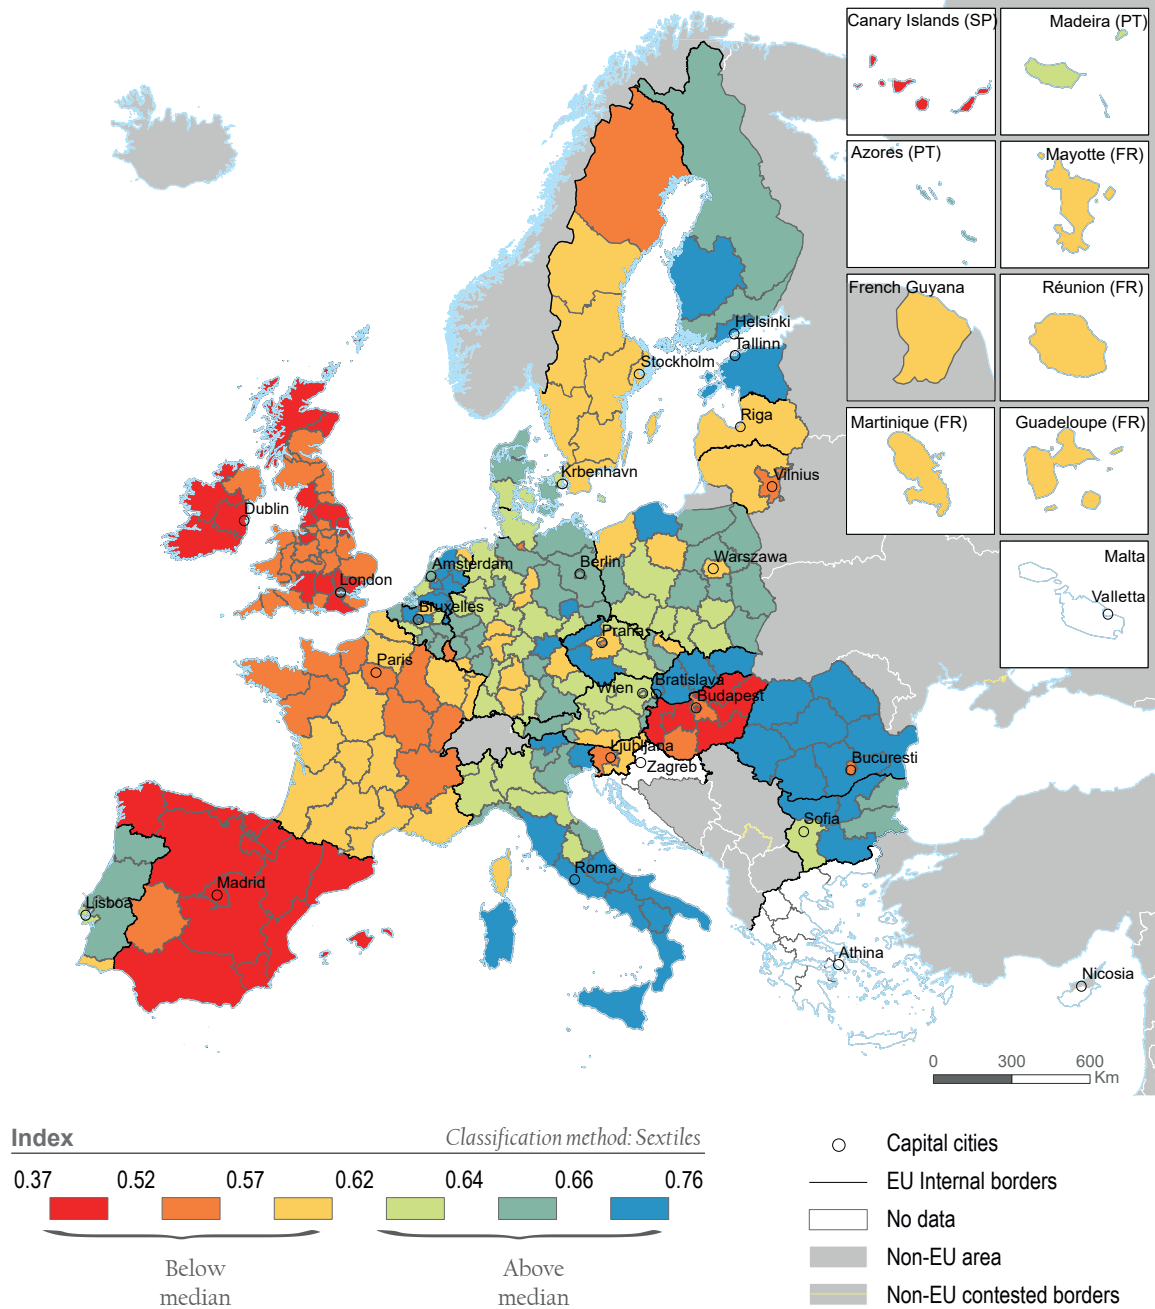 Canary Islands (SP)
Madeira (PT)
Azores (PT)
Mayotte (FR)
French Guyana
Réunion (FR)
Martinique (FR)
Guadeloupe (FR)
Malta
Valletta
Helsinki
Tallinn
Stockholm
Riga
Krbenhavn
Vilnius
Dublin
Amsterdam
Berlin
Warszawa
London
Bruxelles
Praha
Paris
Wien
Bratislava
Budapest
Ljubljana
Zagreb
Bucuresti
Sofia
Roma
Madrid
Lisboa
Athina
Nicosia
0 300 600
Km
Index
Classification method: Sextiles
0.37 0.52 0.57 0.62 0.64 0.66 0.76
Below
median
Above
median
Capital cities
EU Internal borders
No data
Non-EU area
Non-EU contested borders